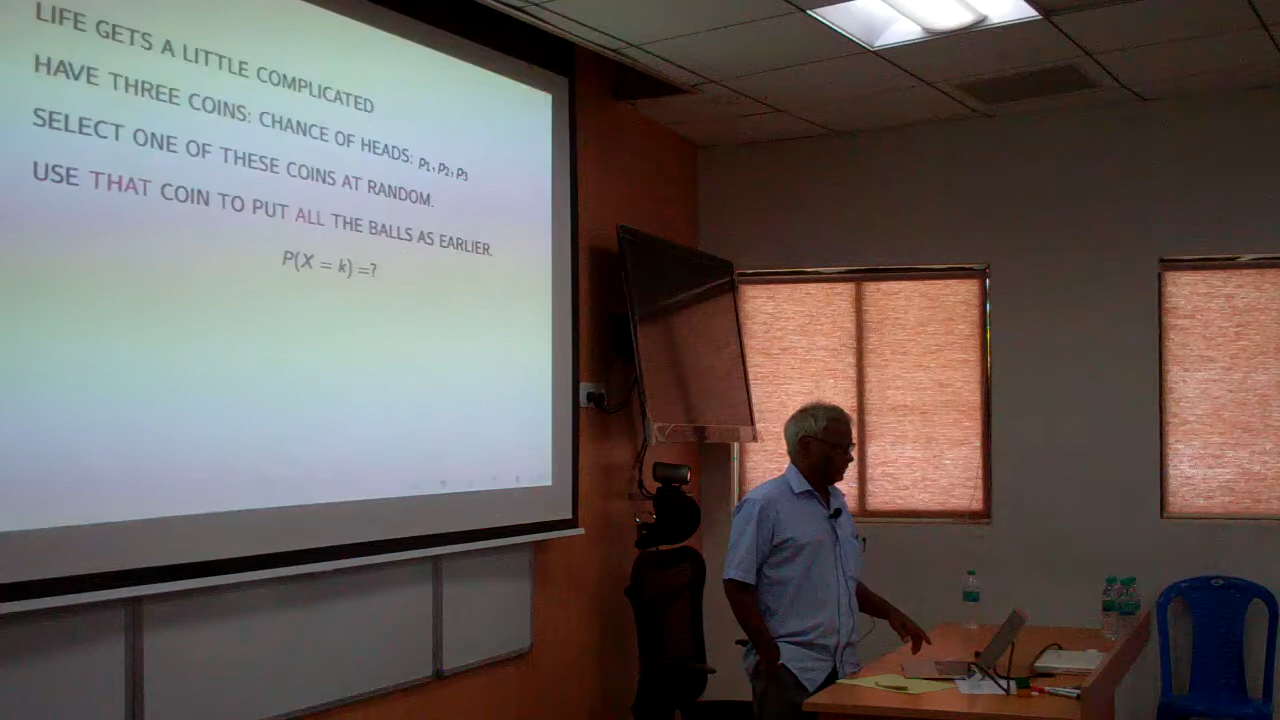 LIFE GETS A LITTLE COMPLICATED
HAVE THREE COINS: CHANCE OF HEADS: p₁, p₂, p₃
SELECT ONE OF THESE COINS AT RANDOM.
USE THAT COIN TO PUT ALL THE BALLS AS EARLIER.
P(X = k) =?